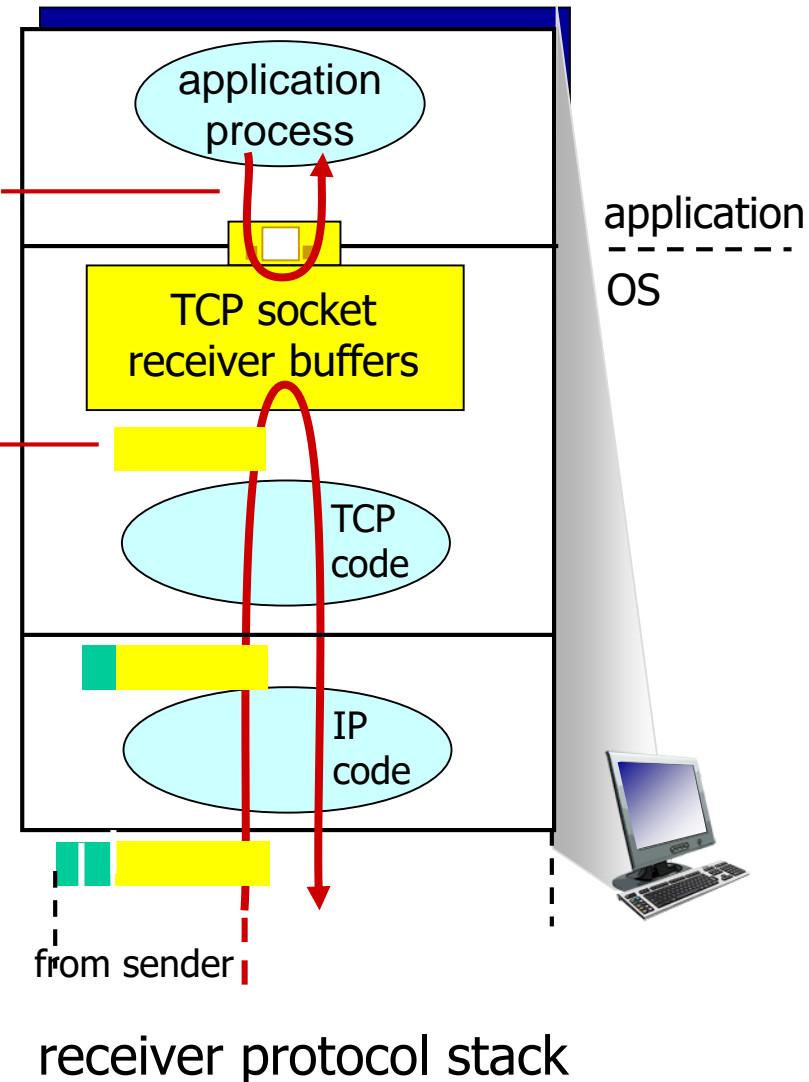 application
process
application
OS
TCP socket
receiver buffers
TCP
code
IP
code
from sender
receiver protocol stack